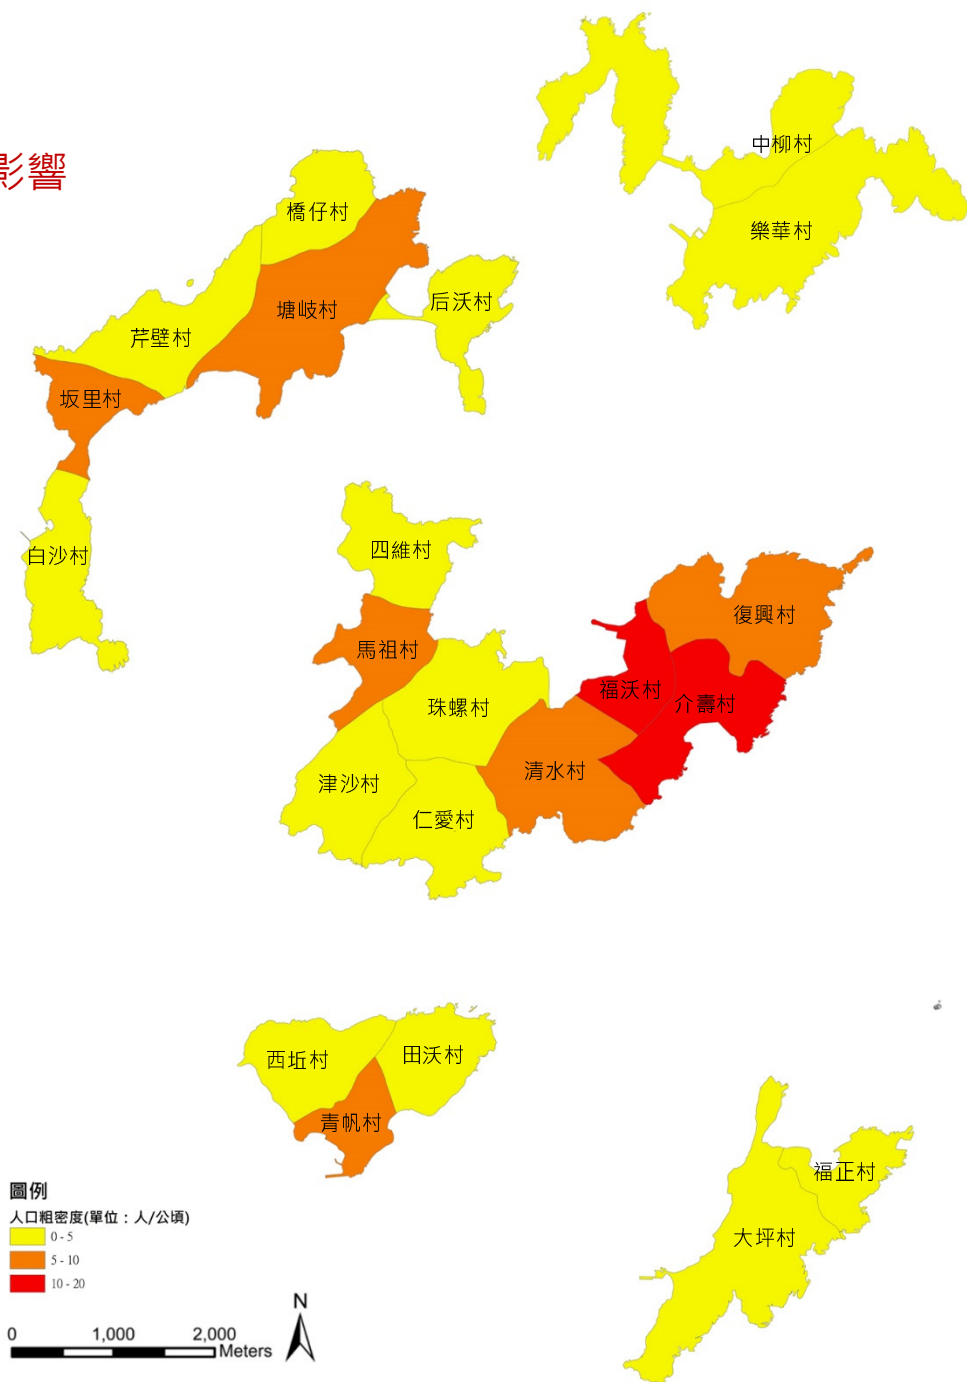 影響
中柳村
樂華村
橋仔村
塘岐村
后沃村
芹壁村
坂里村
白沙村
四維村
馬祖村
珠螺村
津沙村
仁愛村
清水村
福沃村
介壽村
復興村
西坵村
田沃村
青帆村
福正村
大坪村
圖例
人口粗密度(單位：人/公頃)
0 - 5
5 - 10
10 - 20
0 1,000 2,000
Meters
N